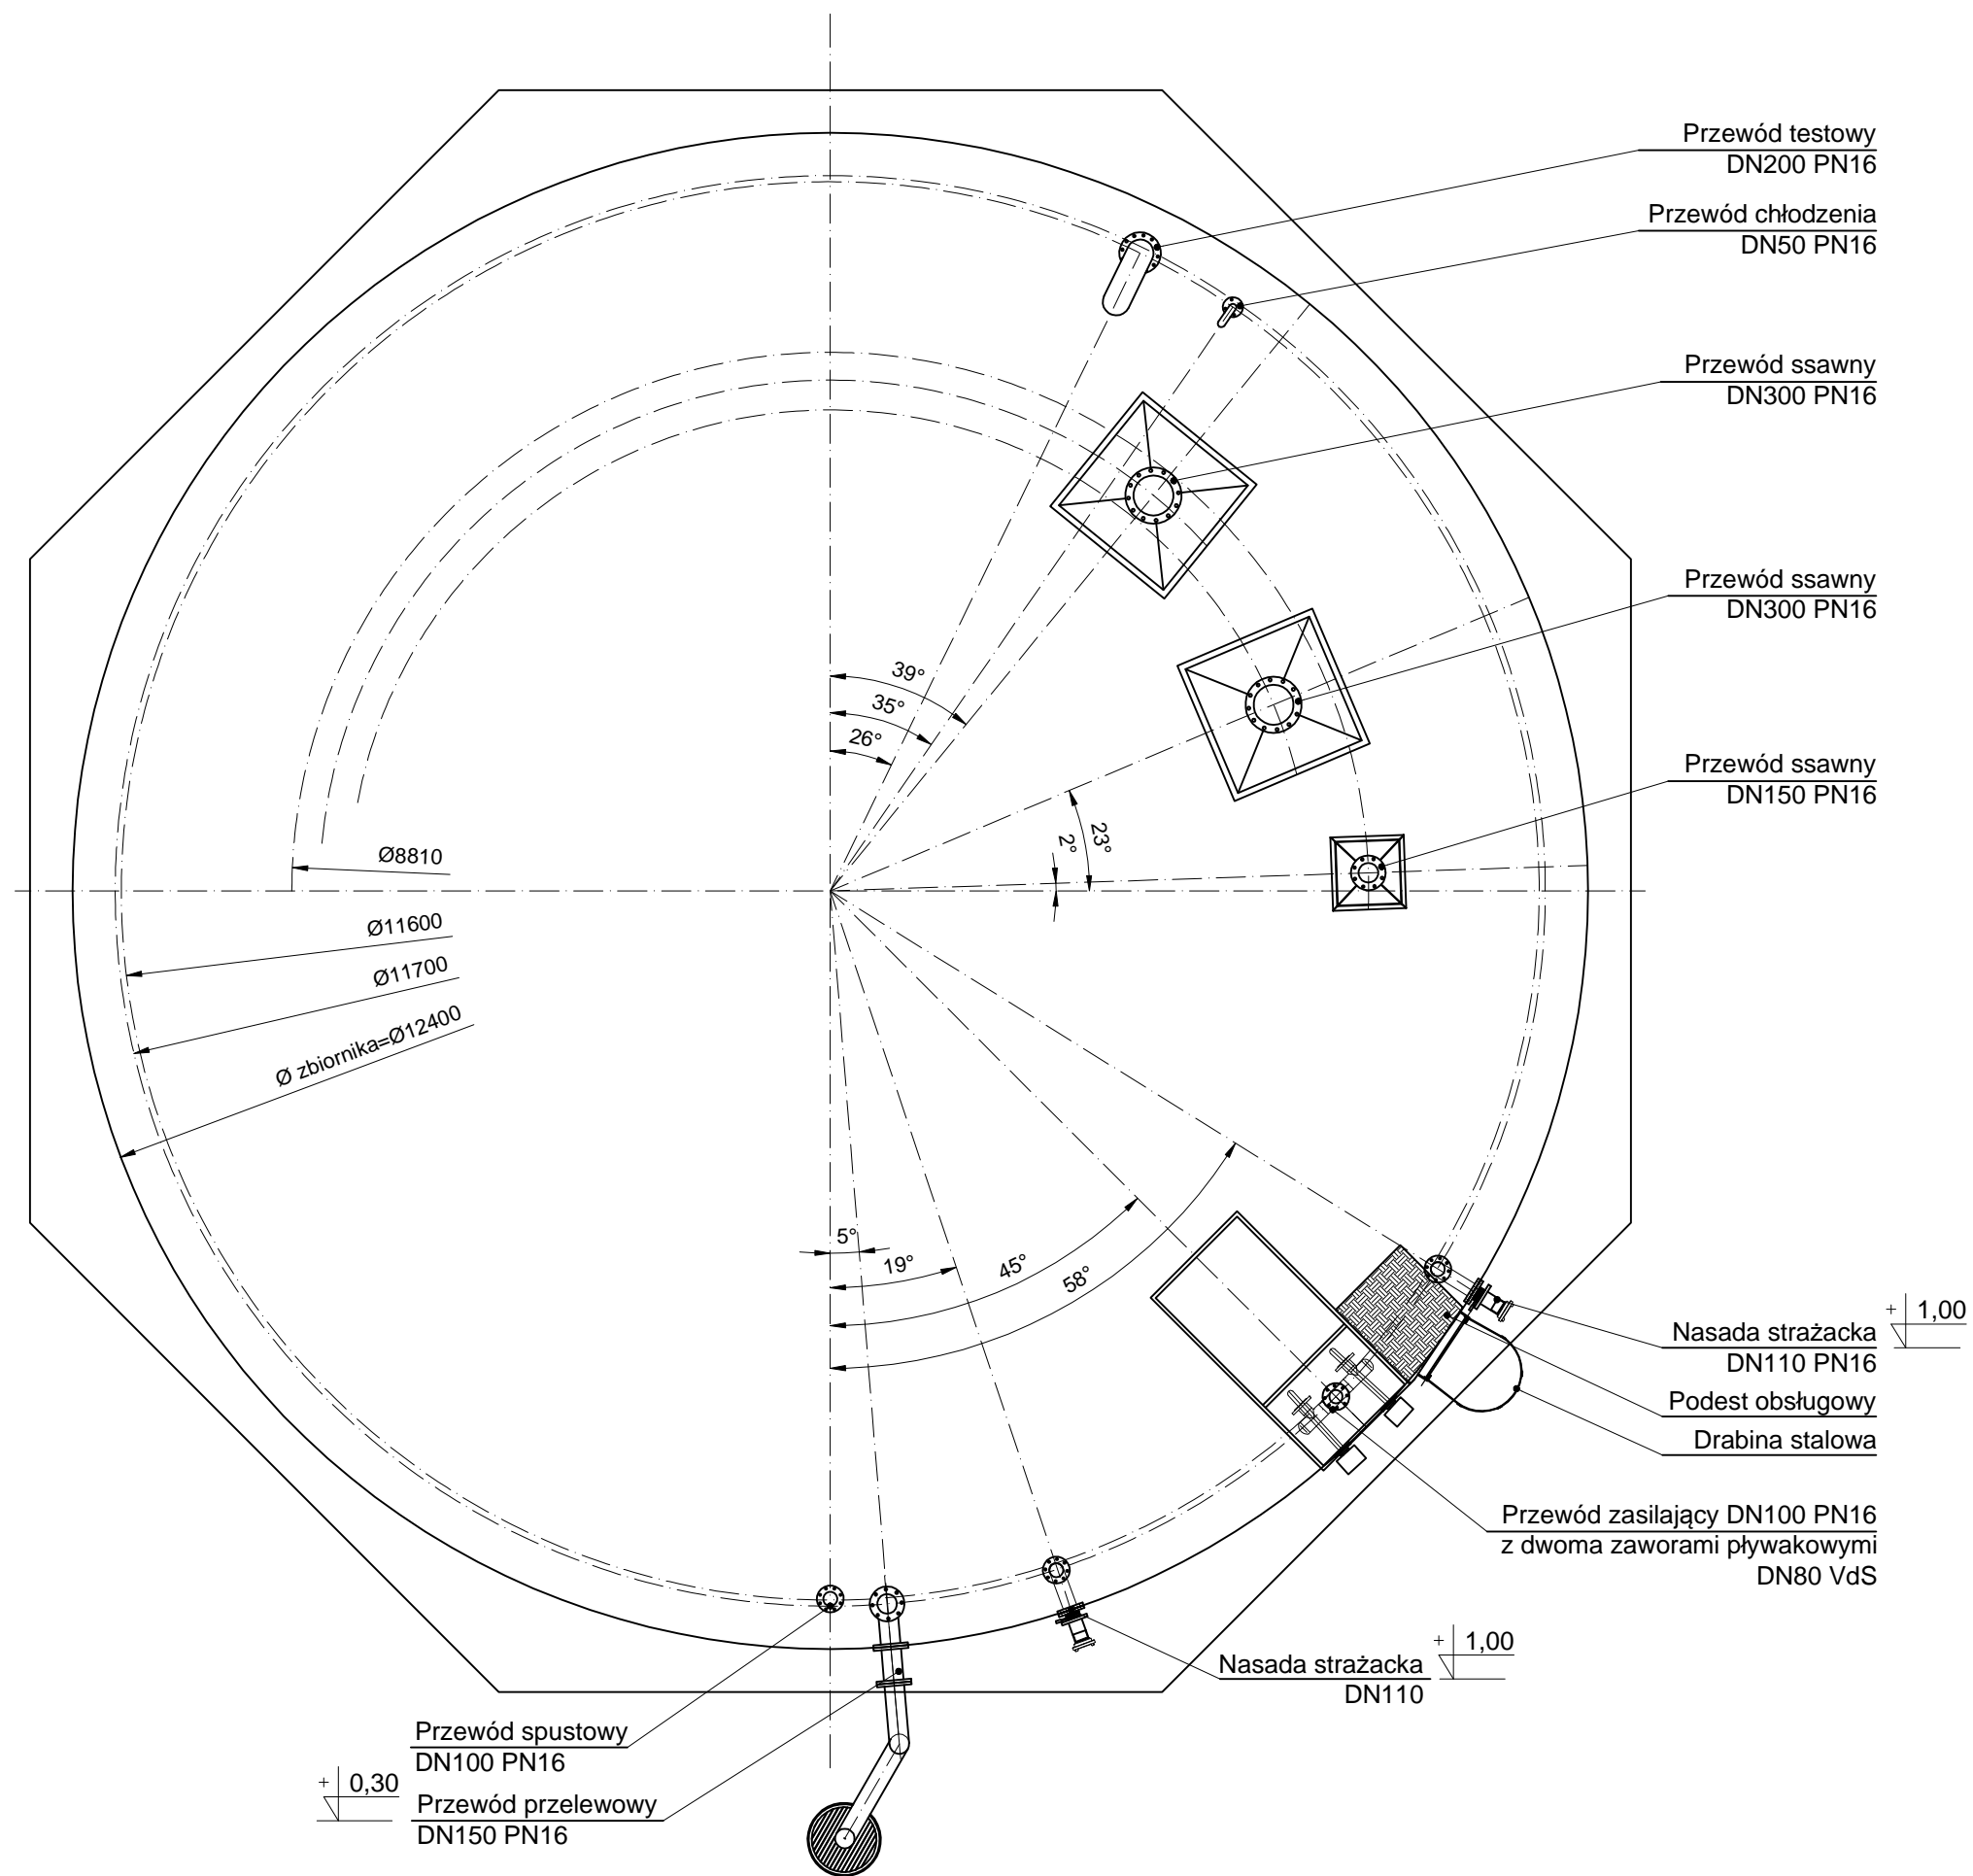 Przewód testowy
DN200 PN16
Przewód chłodzenia
DN50 PN16
Przewód ssawny
DN300 PN16
Przewód ssawny
DN300 PN16
Przewód ssawny
DN150 PN16
39°
35°
26°
23°
2°
Ø8810
Ø11600
Ø11700
Ø zbiornika=Ø12400
5°
19°
45°
58°
+ 1,00
Nasada strażacka
DN110 PN16
Podest obsługowy
Drabina stalowa
Przewód zasilający DN100 PN16
z dwoma zaworami pływakowymi
DN80 VdS
+ 1,00
Nasada strażacka
DN110
Przewód spustowy
DN100 PN16
+ 0,30
Przewód przelewowy
DN150 PN16